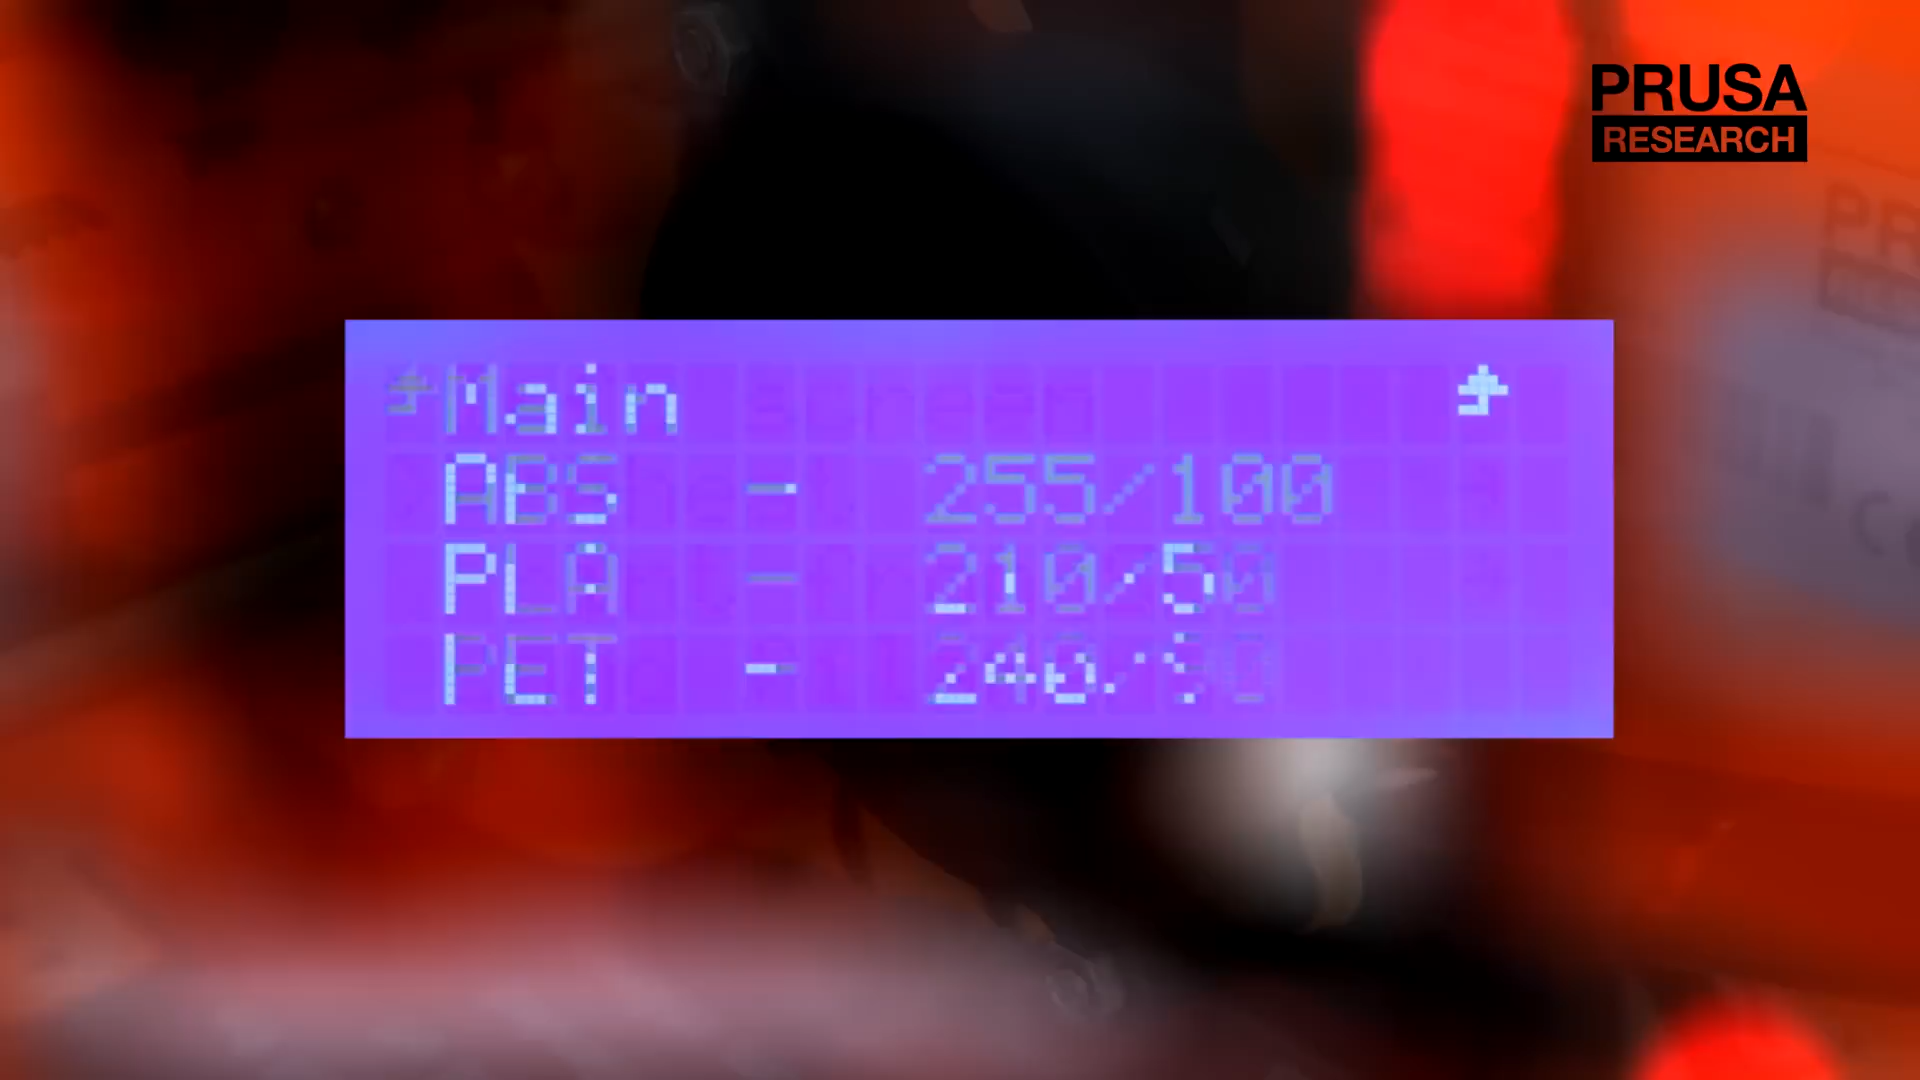 PRUSA
RESEARCH
Main
ABS - 255/100
PLA - 210/50
PET - 240/90